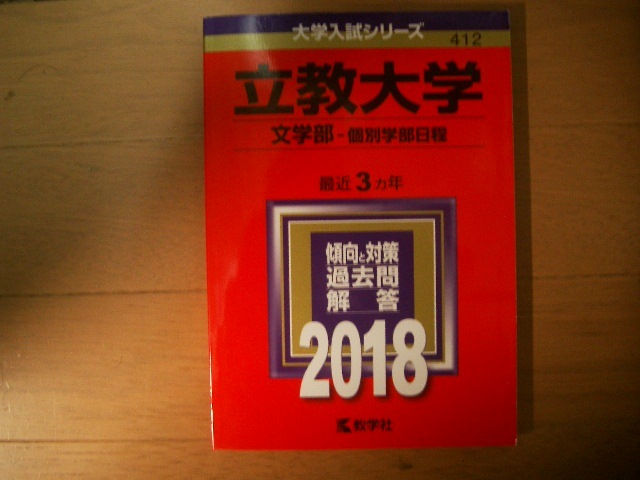 大学入試シリーズ
412
立教大学
文学部-個別学部日程
最近3カ年
傾向と対策
過去問
解答
2018
教学社